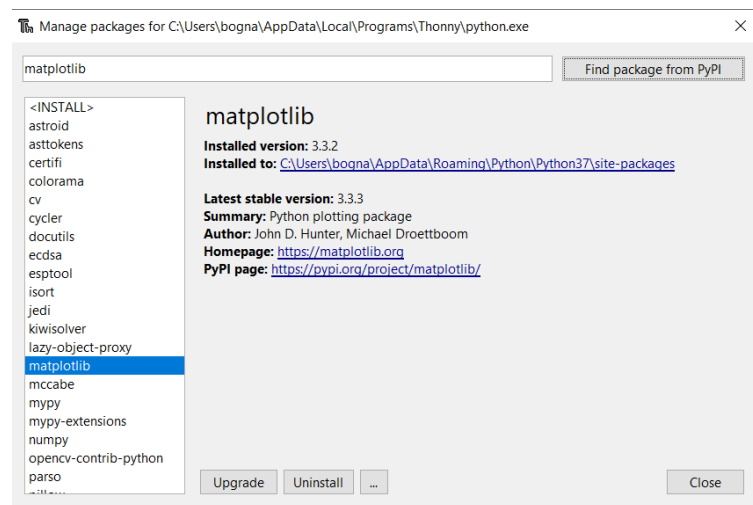 Manage packages for C:\Users\bogna\AppData\Local\Programs\Thonny\python.exe
matplotlib
Find package from PyPI
<INSTALL>
astroid
asttokens
certifi
colorama
cv
cycler
docutils
ecdsa
esptool
isort
jedi
kiwisolver
lazy-object-proxy
matplotlib
mccabe
mypy
mypy-extensions
numpy
opencv-contrib-python
parso
matplotlib
Installed version: 3.3.2
Installed to: C:\Users\bogna\AppData\Roaming\Python\Python37\site-packages
Latest stable version: 3.3.3
Summary: Python plotting package
Author: John D. Hunter, Michael Droettboom
Homepage: https://matplotlib.org
PyPI page: https://pypi.org/project/matplotlib/
Upgrade
Uninstall
...
Close